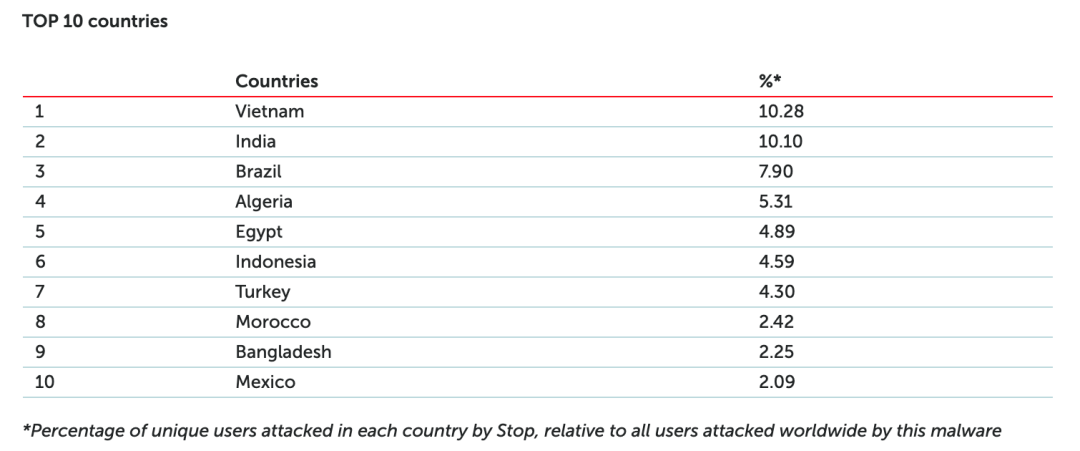 TOP 10 countries
Countries %*
1 Vietnam 10.28
2 India 10.10
3 Brazil 7.90
4 Algeria 5.31
5 Egypt 4.89
6 Indonesia 4.59
7 Turkey 4.30
8 Morocco 2.42
9 Bangladesh 2.25
10 Mexico 2.09
*Percentage of unique users attacked in each country by Stop, relative to all users attacked worldwide by this malware